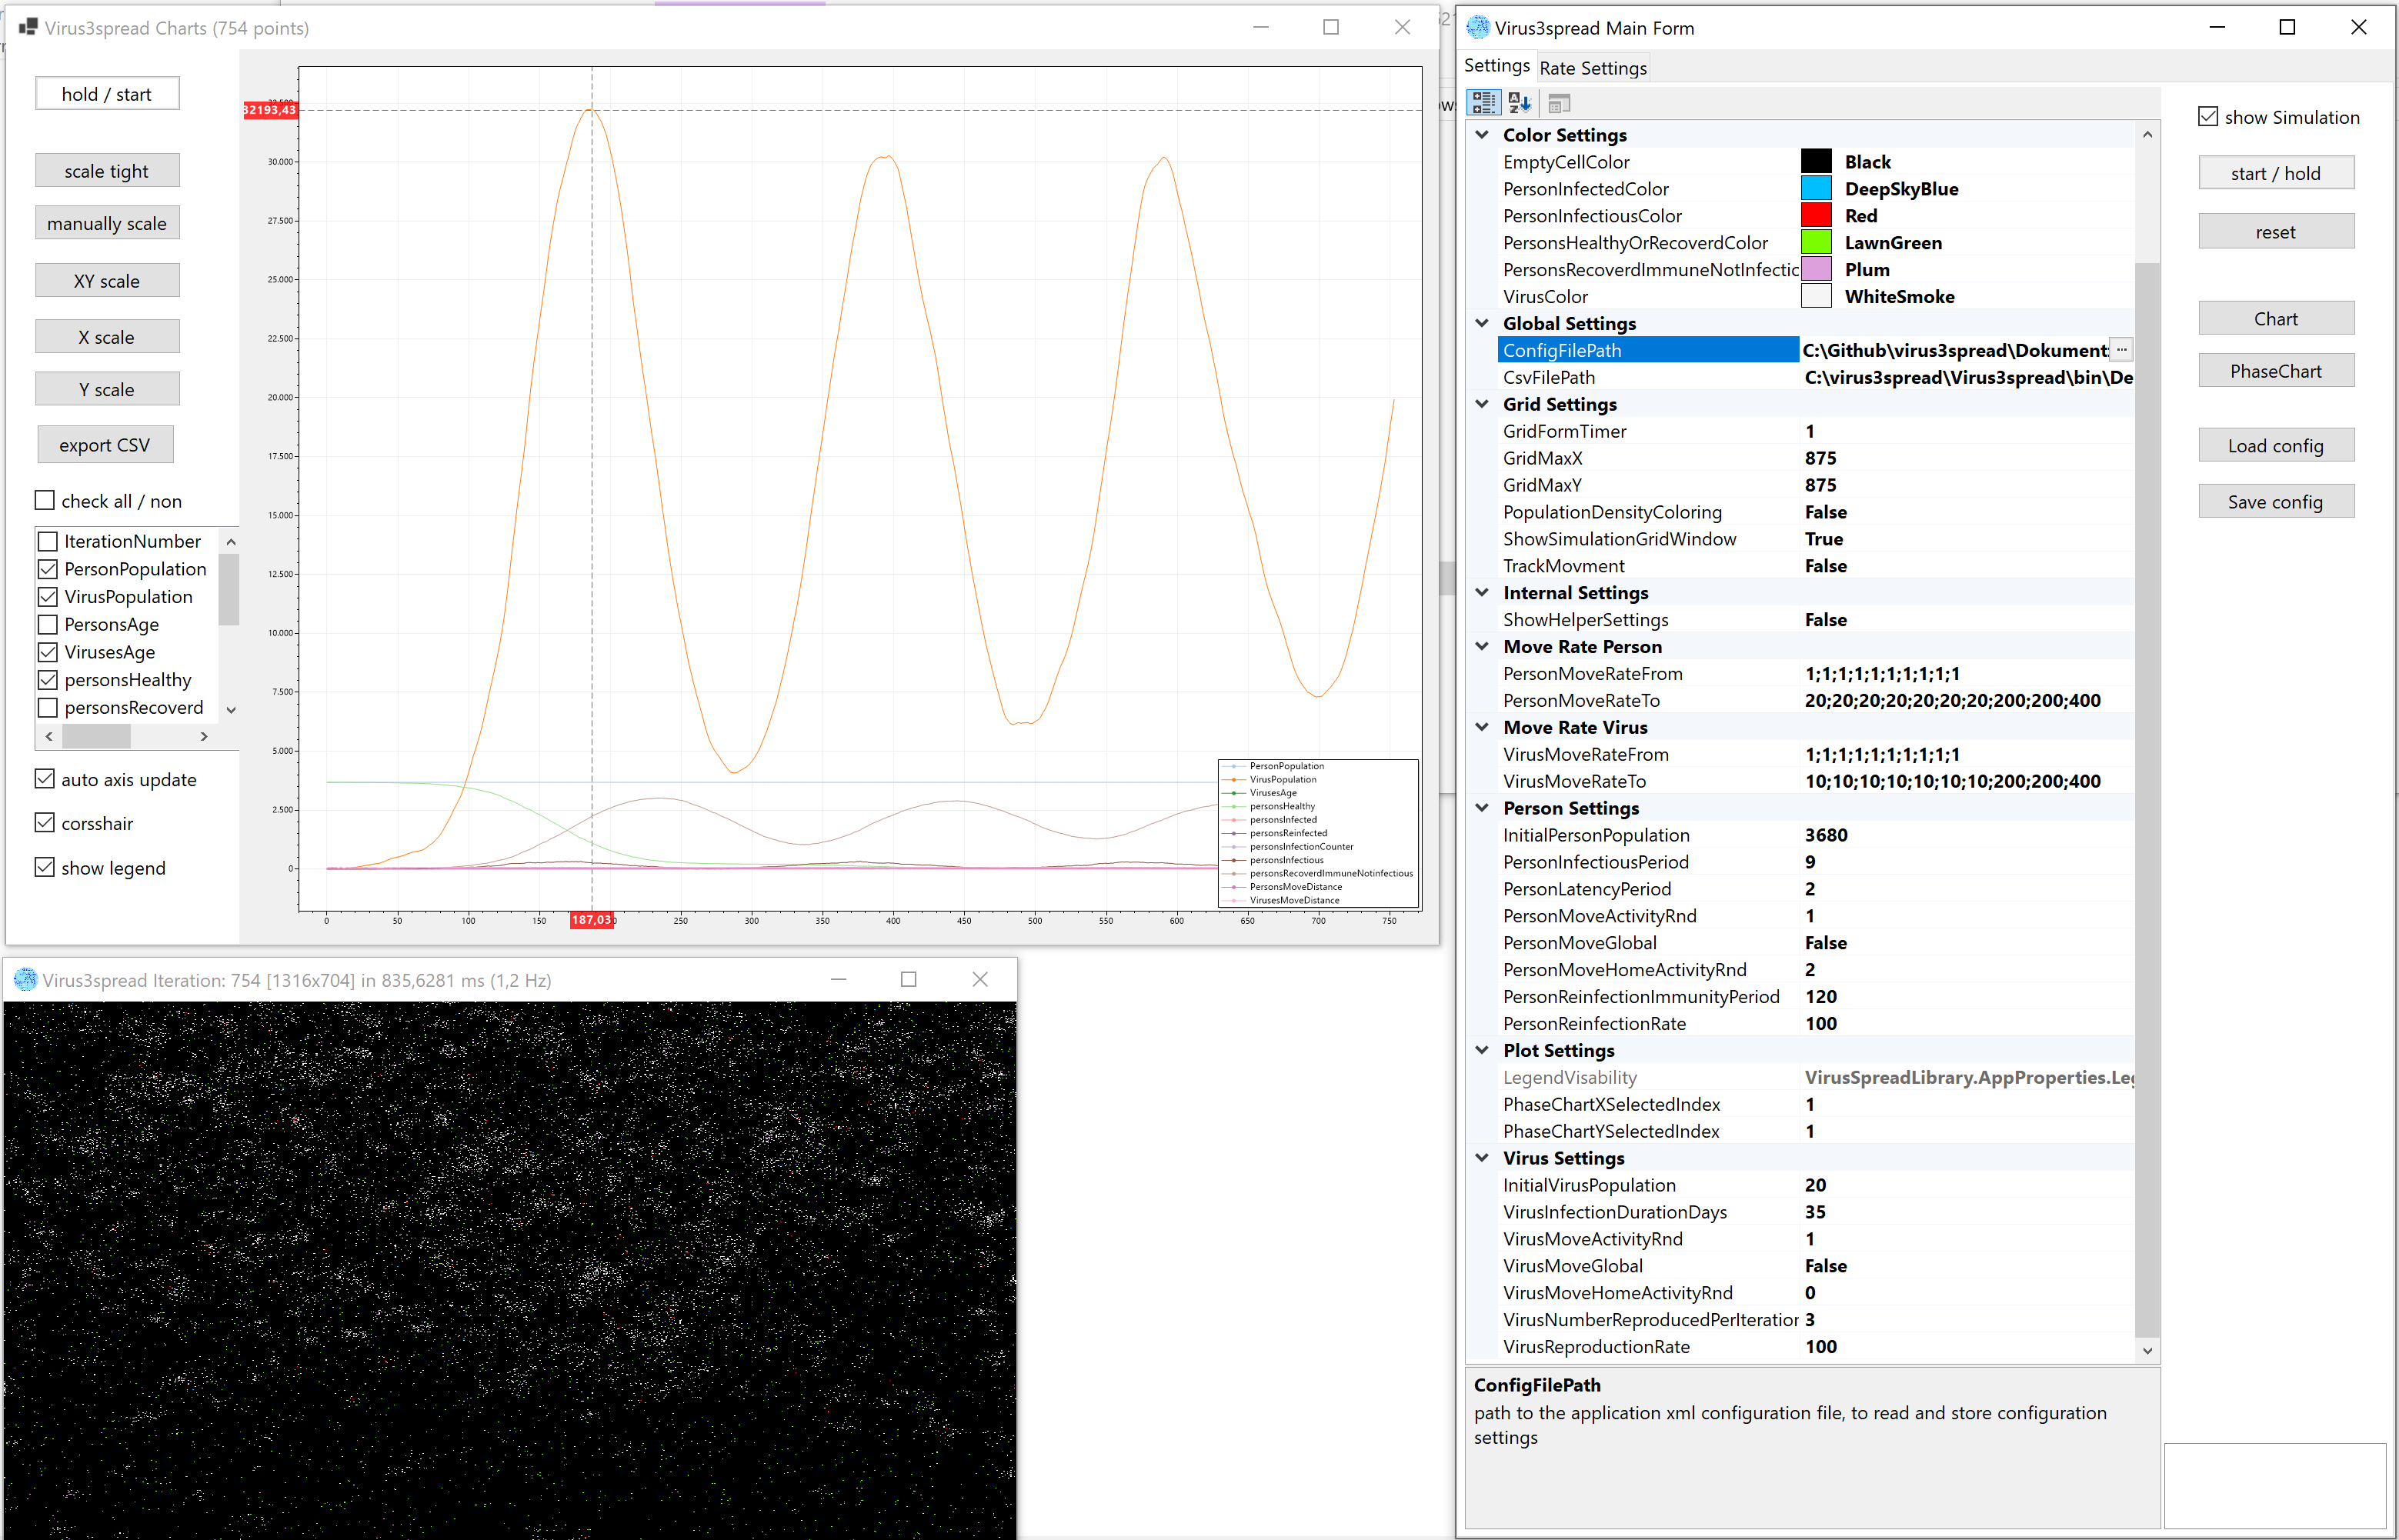 Virus3spread Charts (754 points)
hold / start
scale tight
manually scale
XY scale
X scale
Y scale
export CSV
check all / non
IterationNumber
PersonPopulation
VirusPopulation
PersonsAge
VirusesAge
personsHealthy
personsRecoverd
auto axis update
corsshair
show legend
32193,43
30.000
27.500
25.000
22.500
20.000
17.500
15.000
12.500
10.000
7.500
5.000
2.500
0
0 50 100 150 187,03 250 300 350 400 450 500 550 600 650 700 750
PersonPopulation
VirusPopulation
VirusesAge
personsHealthy
personsInfected
personsReinfected
personsInfectionCounter
personsInfectious
personsRecoverdImmuneNotinfectious
PersonsMoveDistance
VirusesMoveDistance
Virus3spread Iteration: 754 [1316x704] in 835,6281 ms (1,2 Hz)
Virus3spread Main Form
Settings Rate Settings
Color Settings
EmptyCellColor Black
PersonInfectedColor DeepSkyBlue
PersonInfectiousColor Red
PersonsHealthyOrRecoverdColor LawnGreen
PersonsRecoverdImmuneNotInfectic Plum
VirusColor WhiteSmoke
Global Settings
ConfigFilePath C:\Github\virus3spread\Dokument: ...
CsvFilePath C:\virus3spread\Virus3spread\bin\De
Grid Settings
GridFormTimer 1
GridMaxX 875
GridMaxY 875
PopulationDensityColoring False
ShowSimulationGridWindow True
TrackMovment False
Internal Settings
ShowHelperSettings False
Move Rate Person
PersonMoveRateFrom 1;1;1;1;1;1;1;1;1;1
PersonMoveRateTo 20;20;20;20;20;20;20;200;200;400
Move Rate Virus
VirusMoveRateFrom 1;1;1;1;1;1;1;1;1;1
VirusMoveRateTo 10;10;10;10;10;10;10;200;200;400
Person Settings
InitialPersonPopulation 3680
PersonInfectiousPeriod 9
PersonLatencyPeriod 2
PersonMoveActivityRnd 1
PersonMoveGlobal False
PersonMoveHomeActivityRnd 2
PersonReinfectionImmunityPeriod 120
PersonReinfectionRate 100
Plot Settings
LegendVisability VirusSpreadLibrary.AppProperties.Leg
PhaseChartXSelectedIndex 1
PhaseChartYSelectedIndex 1
Virus Settings
InitialVirusPopulation 20
VirusInfectionDurationDays 35
VirusMoveActivityRnd 1
VirusMoveGlobal False
VirusMoveHomeActivityRnd 0
VirusNumberReproducedPerIteration 3
VirusReproductionRate 100
ConfigFilePath
path to the application xml configuration file, to read and store configuration
settings
show Simulation
start / hold
reset
Chart
PhaseChart
Load config
Save config